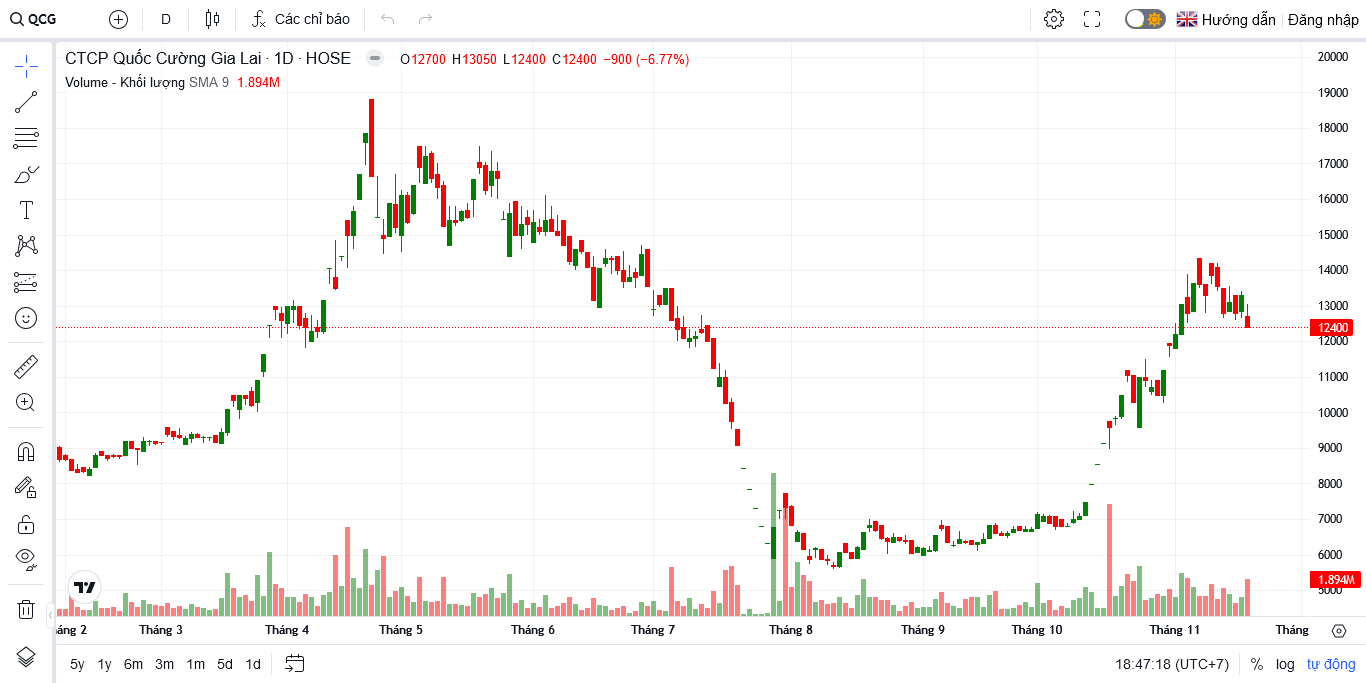 QCG D Các chỉ báo Hướng dẫn Đăng nhập
CTCP Quốc Cường Gia Lai · 1D · HOSE O12700 H13050 L12400 C12400 −900 (−6.77%)
Volume - Khối lượng SMA 9 1.894M
20000
19000
18000
17000
16000
15000
14000
13000
12400
12000
11000
10000
9000
8000
7000
6000
1.894M
5000
áng 2 Tháng 3 Tháng 4 Tháng 5 Tháng 6 Tháng 7 Tháng 8 Tháng 9 Tháng 10 Tháng 11 Tháng
5y 1y 6m 3m 1m 5d 1d 18:47:18 (UTC+7) % log tự động